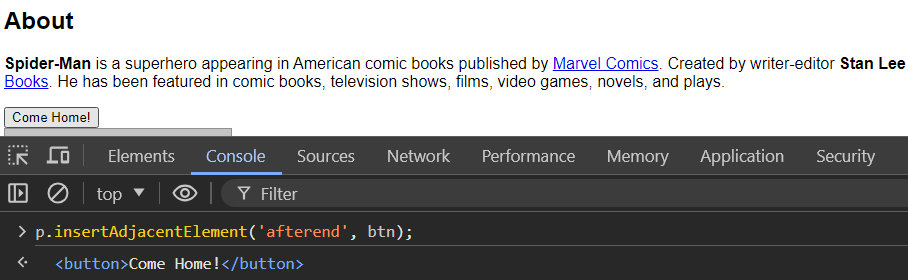 About
Spider-Man is a superhero appearing in American comic books published by Marvel Comics. Created by writer-editor Stan Lee
Books. He has been featured in comic books, television shows, films, video games, novels, and plays.
Come Home!
Elements Console Sources Network Performance Memory Application Security
top Filter
p.insertAdjacentElement('afterend', btn);
<button>Come Home!</button>